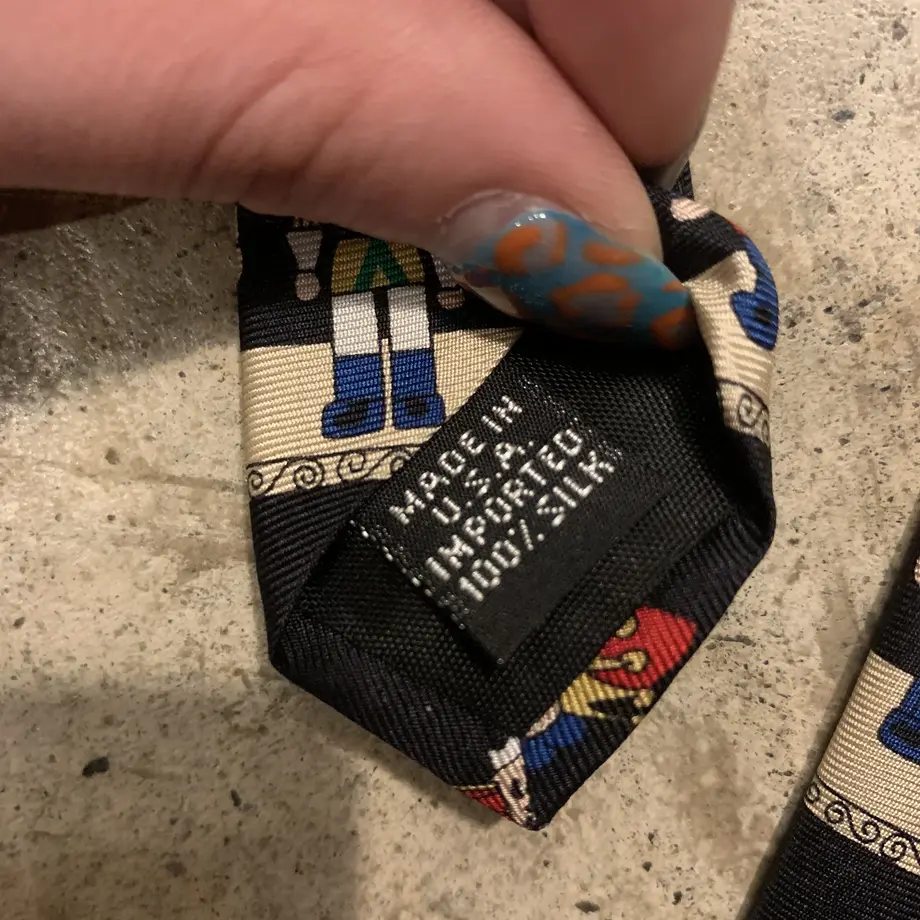 MADE IN
U.S.A.
IMPORTED
100% SILK